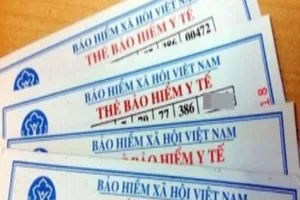 BẢO HIỂM XÃ HỘI VIỆT NAM
THẺ BẢO HIỂM Y TẾ
386 00472
BẢO HIỂM XÃ HỘI VIỆT NAM
THẺ BẢO HIỂM Y TẾ
70 77 386
18
BẢO HIỂM XÃ HỘI VIỆT NAM
THẺ BẢO HIỂM Y TẾ
BẢO HIỂM XÃ HỘI VIỆT NAM